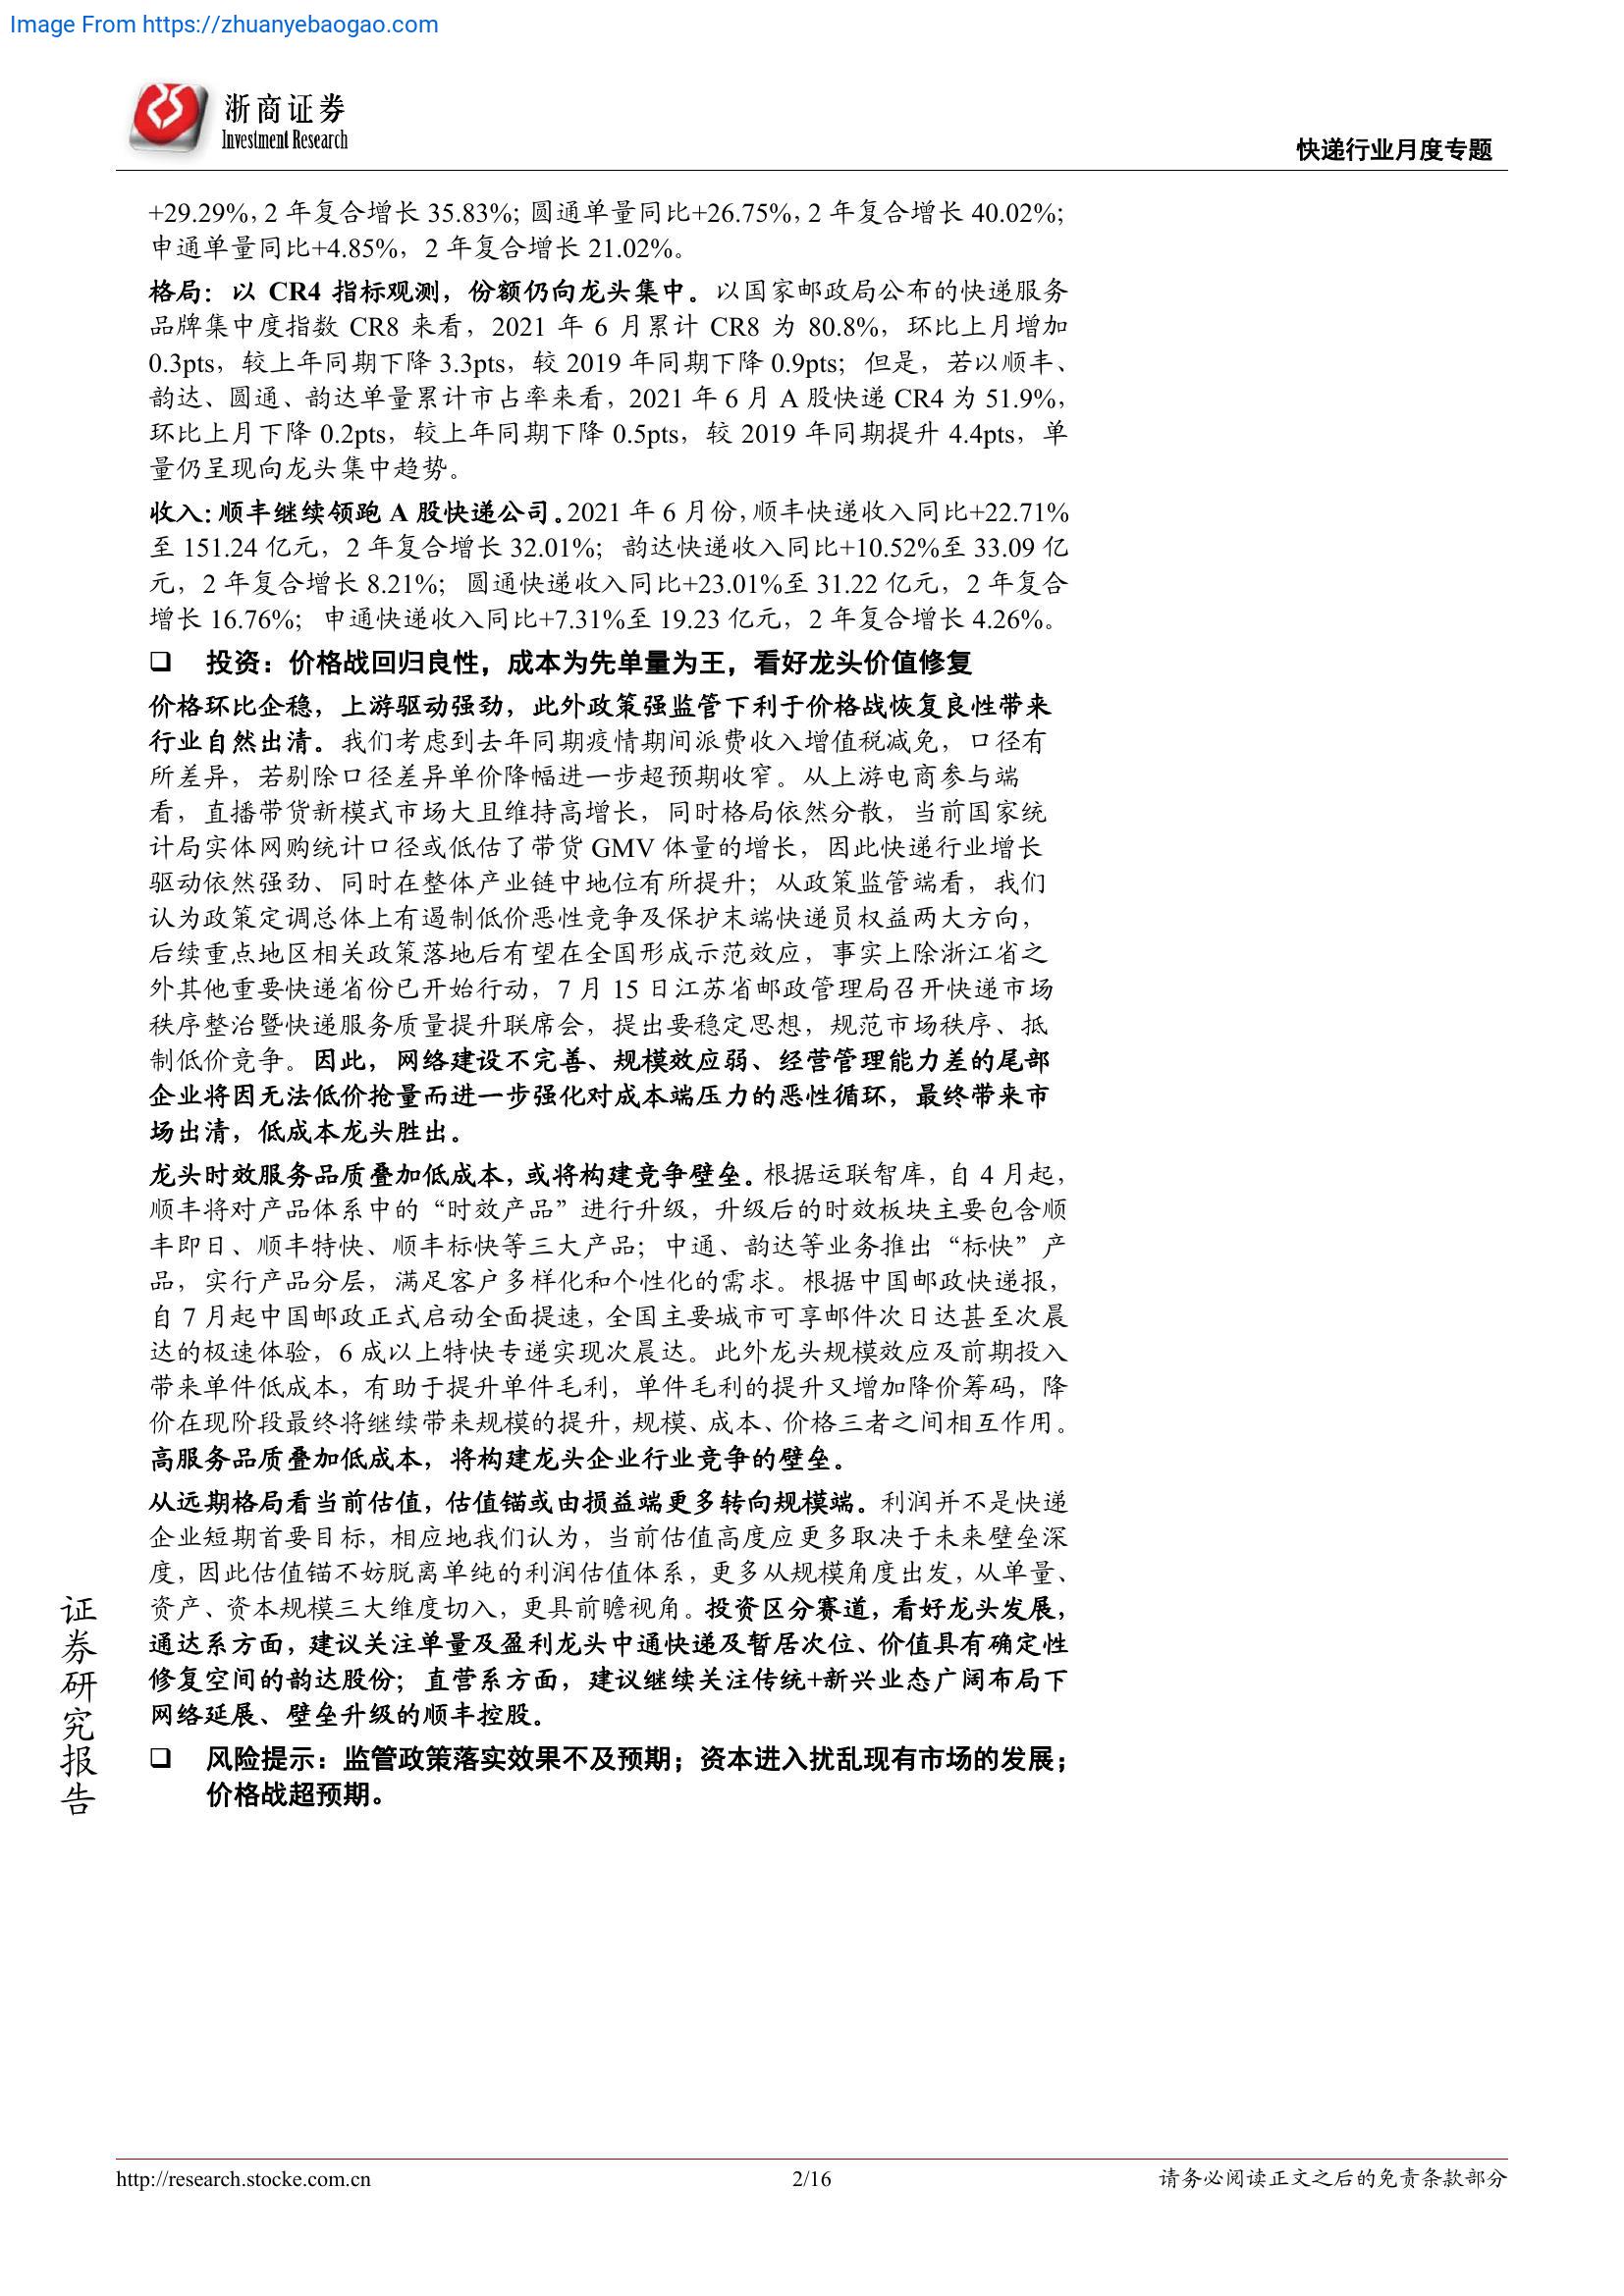 Image From https://zhuanyebaogao.com
浙商证券
Investment Research
快递行业月度专题
+29.29%，2 年复合增长 35.83%；圆通单量同比+26.75%，2 年复合增长 40.02%；
申通单量同比+4.85%，2 年复合增长 21.02%。
格局：以 CR4 指标观测，份额仍向龙头集中。以国家邮政局公布的快递服务
品牌集中度指数 CR8 来看，2021 年 6 月累计 CR8 为 80.8%，环比上月增加
0.3pts，较上年同期下降 3.3pts，较 2019 年同期下降 0.9pts；但是，若以顺丰、
韵达、圆通、韵达单量累计市占率来看，2021 年 6 月 A 股快递 CR4 为 51.9%，
环比上月下降 0.2pts，较上年同期下降 0.5pts，较 2019 年同期提升 4.4pts，单
量仍呈现向龙头集中趋势。
收入：顺丰继续领跑 A 股快递公司。2021 年 6 月份，顺丰快递收入同比+22.71%
至 151.24 亿元，2 年复合增长 32.01%；韵达快递收入同比+10.52%至 33.09 亿
元，2 年复合增长 8.21%；圆通快递收入同比+23.01%至 31.22 亿元，2 年复合
增长 16.76%；申通快递收入同比+7.31%至 19.23 亿元，2 年复合增长 4.26%。
❑ 投资：价格战回归良性，成本为先单量为王，看好龙头价值修复
价格环比企稳，上游驱动强劲，此外政策强监管下利于价格战恢复良性带来
行业自然出清。我们考虑到去年同期疫情期间派费收入增值税减免，口径有
所差异，若剔除口径差异单价降幅进一步超预期收窄。从上游电商参与端
看，直播带货新模式市场大且维持高增长，同时格局依然分散，当前国家统
计局实体网购统计口径或低估了带货 GMV 体量的增长，因此快递行业增长
驱动依然强劲、同时在整体产业链中地位有所提升；从政策监管端看，我们
认为政策定调总体上有遏制低价恶性竞争及保护末端快递员权益两大方向，
后续重点地区相关政策落地后有望在全国形成示范效应，事实上除浙江省之
外其他重要快递省份已开始行动，7 月 15 日江苏省邮政管理局召开快递市场
秩序整治暨快递服务质量提升联席会，提出要稳定思想，规范市场秩序、抵
制低价竞争。因此，网络建设不完善、规模效应弱、经营管理能力差的尾部
企业将因无法低价抢量而进一步强化对成本端压力的恶性循环，最终带来市
场出清，低成本龙头胜出。
龙头时效服务品质叠加低成本，或将构建竞争壁垒。根据运联智库，自 4 月起，
顺丰将对产品体系中的“时效产品”进行升级，升级后的时效板块主要包含顺
丰即日、顺丰特快、顺丰标快等三大产品；中通、韵达等业务推出“标快”产
品，实行产品分层，满足客户多样化和个性化的需求。根据中国邮政快递报，
自 7 月起中国邮政正式启动全面提速，全国主要城市可享邮件次日达甚至次晨
达的极速体验，6 成以上特快专递实现次晨达。此外龙头规模效应及前期投入
带来单件低成本，有助于提升单件毛利，单件毛利的提升又增加降价筹码，降
价在现阶段最终将继续带来规模的提升，规模、成本、价格三者之间相互作用。
高服务品质叠加低成本，将构建龙头企业行业竞争的壁垒。
从远期格局看当前估值，估值锚或由损益端更多转向规模端。利润并不是快递
企业短期首要目标，相应地我们认为，当前估值高度应更多取决于未来壁垒深
度，因此估值锚不妨脱离单纯的利润估值体系，更多从规模角度出发，从单量、
资产、资本规模三大维度切入，更具前瞻视角。投资区分赛道，看好龙头发展，
通达系方面，建议关注单量及盈利龙头中通快递及暂居次位、价值具有确定性
修复空间的韵达股份；直营系方面，建议继续关注传统+新兴业态广阔布局下
网络延展、壁垒升级的顺丰控股。
❑ 风险提示：监管政策落实效果不及预期；资本进入扰乱现有市场的发展；
价格战超预期。
证券研究报告
http://research.stocke.com.cn
2/16
请务必阅读正文之后的免责条款部分